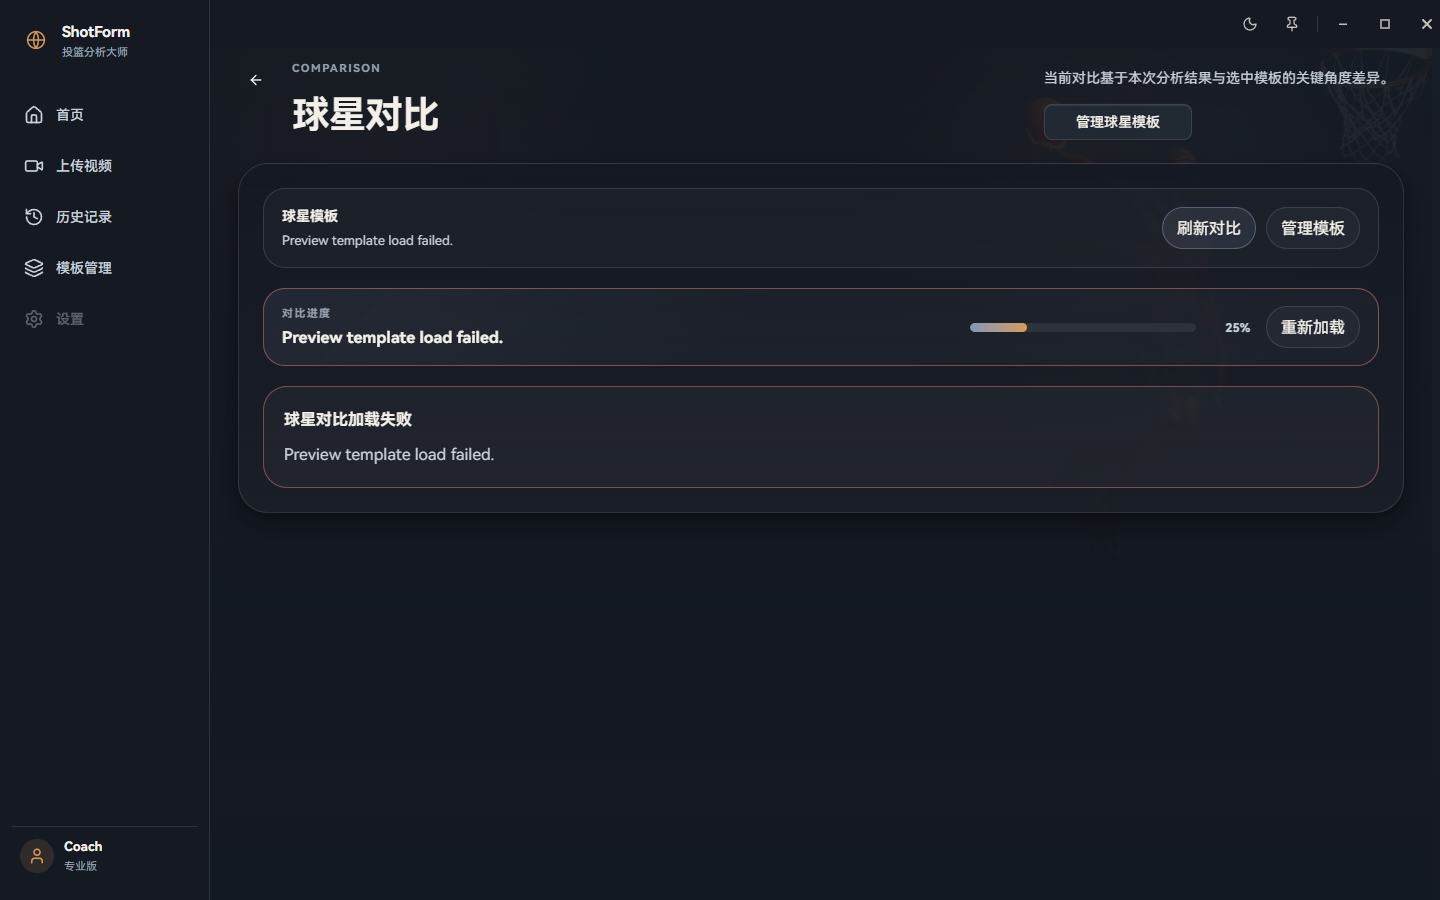 ShotForm
投篮分析大师
首页
上传视频
历史记录
模板管理
设置
Coach
专业版
COMPARISON
球星对比
当前对比基于本次分析结果与选中模板的关键角度差异。
管理球星模板
球星模板
Preview template load failed.
刷新对比
管理模板
对比进度
Preview template load failed.
25%
重新加载
球星对比加载失败
Preview template load failed.